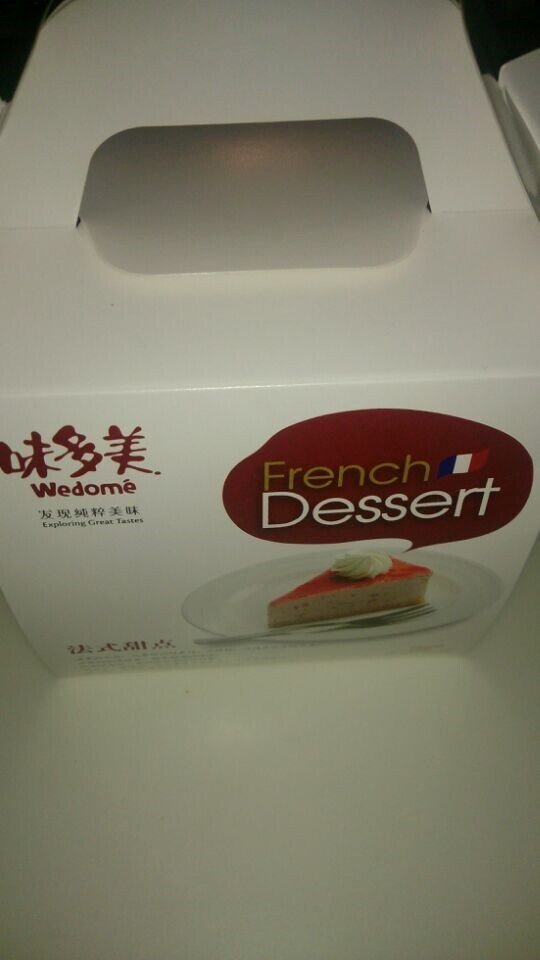 味多美
Wedomé
发现纯粹美味
Exploring Great Tastes
French
Dessert
法式甜点